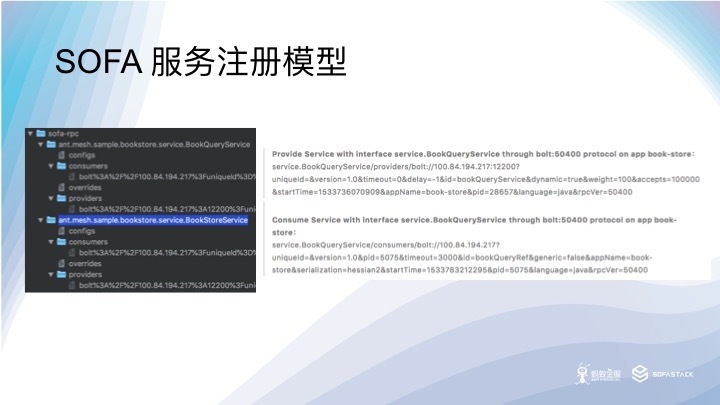 SOFA 服务注册模型
sofa-rpc
ant.mesh.sample.bookstore.service.BookQueryService
configs
consumers
bolt%3A%2F%2F100.84.194.217%3FuniqueId%3D%
overrides
providers
bolt%3A%2F%2F100.84.194.217%3A12200%3Funiq
ant.mesh.sample.bookstore.service.BookStoreService
configs
consumers
bolt%3A%2F%2F100.84.194.217%3FuniqueId%3D%
overrides
providers
bolt%3A%2F%2F100.84.194.217%3A12200%3Funiq
Provide Service with interface service.BookQueryService through bolt:50400 protocol on app book-store：
service.BookQueryService/providers/bolt://100.84.194.217:12200?
uniqueId=&version=1.0&timeout=0&delay=-1&id=bookQueryService&dynamic=true&weight=100&accepts=100000
&startTime=1533736070909&appName=book-store&pid=28657&language=java&rpcVer=50400
Consume Service with interface service.BookQueryService through bolt:50400 protocol on app book-
store：
service.BookQueryService/consumers/bolt://100.84.194.217?
uniqueId=&version=1.0&pid=5075&timeout=3000&id=bookQueryRef&generic=false&appName=book-
store&serialization=hessian2&startTime=1533783212295&pid=5075&language=java&rpcVer=50400
蚂蚁金服
SOFASTACK